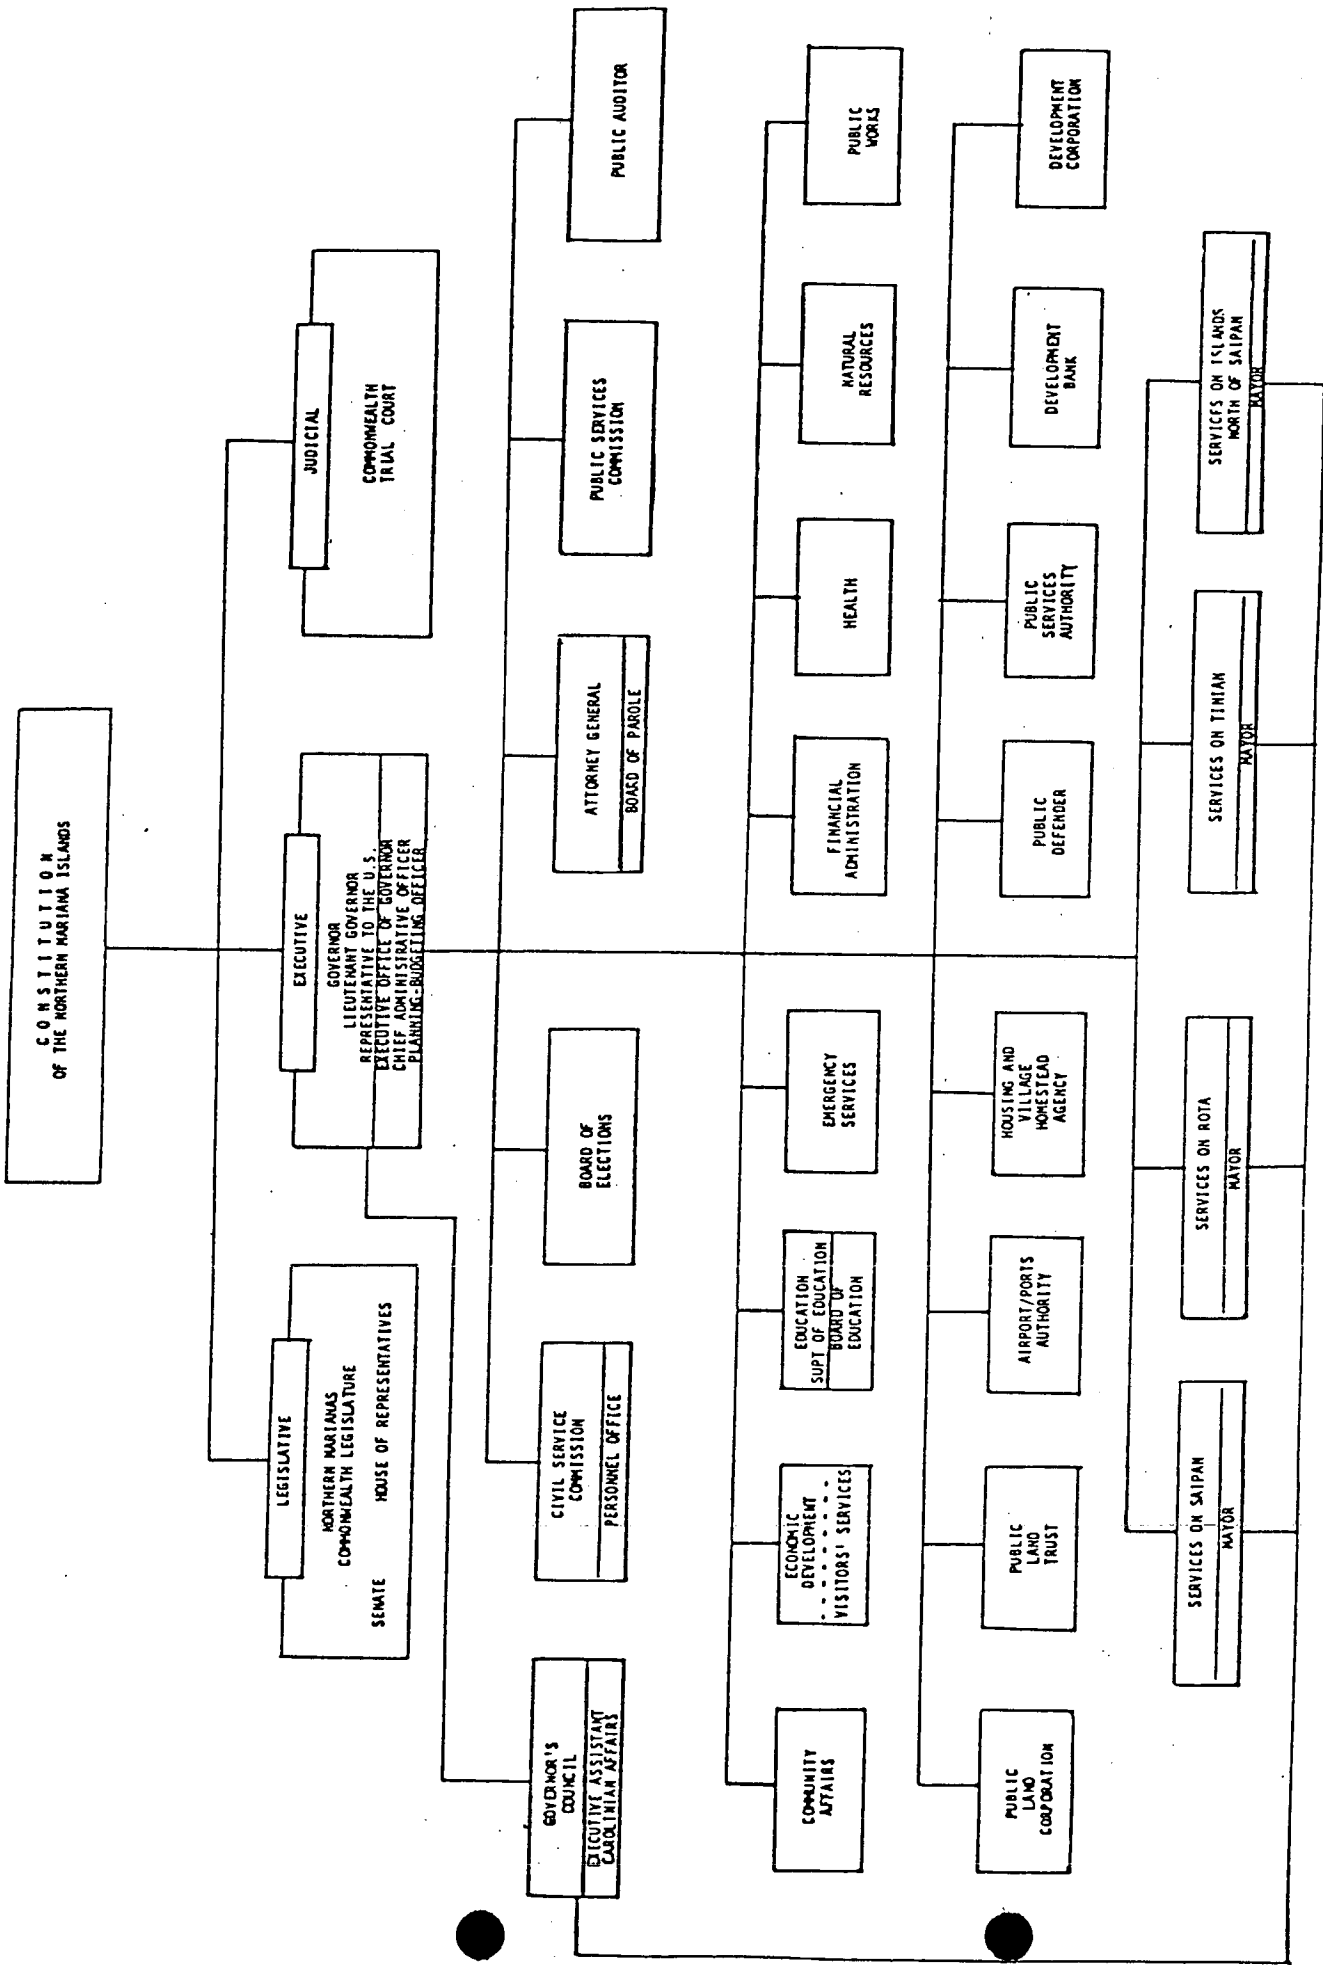 CONSTITUTION
OF THE NORTHERN MARIANA ISLANDS
LEGISLATIVE
NORTHERN MARIANAS
COMMONWEALTH LEGISLATURE
SENATE HOUSE OF REPRESENTATIVES
EXECUTIVE
GOVERNOR
LIEUTENANT GOVERNOR
REPRESENTATIVE TO THE U.S.
EXECUTIVE OFFICE OF GOVERNOR
CHIEF ADMINISTRATIVE OFFICER
PLANNING-BUDGETING OFFICER
JUDICIAL
COMMONWEALTH
TRIAL COURT
GOVERNOR'S
COUNCIL
EXECUTIVE ASSISTANT
CAROLINIAN AFFAIRS
CIVIL SERVICE
COMMISSION
PERSONNEL OFFICE
BOARD OF
ELECTIONS
ATTORNEY GENERAL
BOARD OF PAROLE
PUBLIC SERVICES
COMMISSION
PUBLIC AUDITOR
COMMUNITY
AFFAIRS
ECONOMIC
DEVELOPMENT
VISITORS' SERVICES
EDUCATION
SUPT OF EDUCATION
BOARD OF
EDUCATION
EMERGENCY
SERVICES
FINANCIAL
ADMINISTRATION
HEALTH
NATURAL
RESOURCES
PUBLIC
WORKS
PUBLIC
LAND
CORPORATION
PUBLIC
LAND
TRUST
AIRPORT/PORTS
AUTHORITY
HOUSING AND
VILLAGE
HOMESTEAD
AGENCY
PUBLIC
DEFENDER
PUBLIC
SERVICES
AUTHORITY
DEVELOPMENT
BANK
DEVELOPMENT
CORPORATION
SERVICES ON SAIPAN
MAYOR
SERVICES ON ROTA
MAYOR
SERVICES ON TINIAN
MAYOR
SERVICES ON ISLANDS
NORTH OF SAIPAN
MAYOR